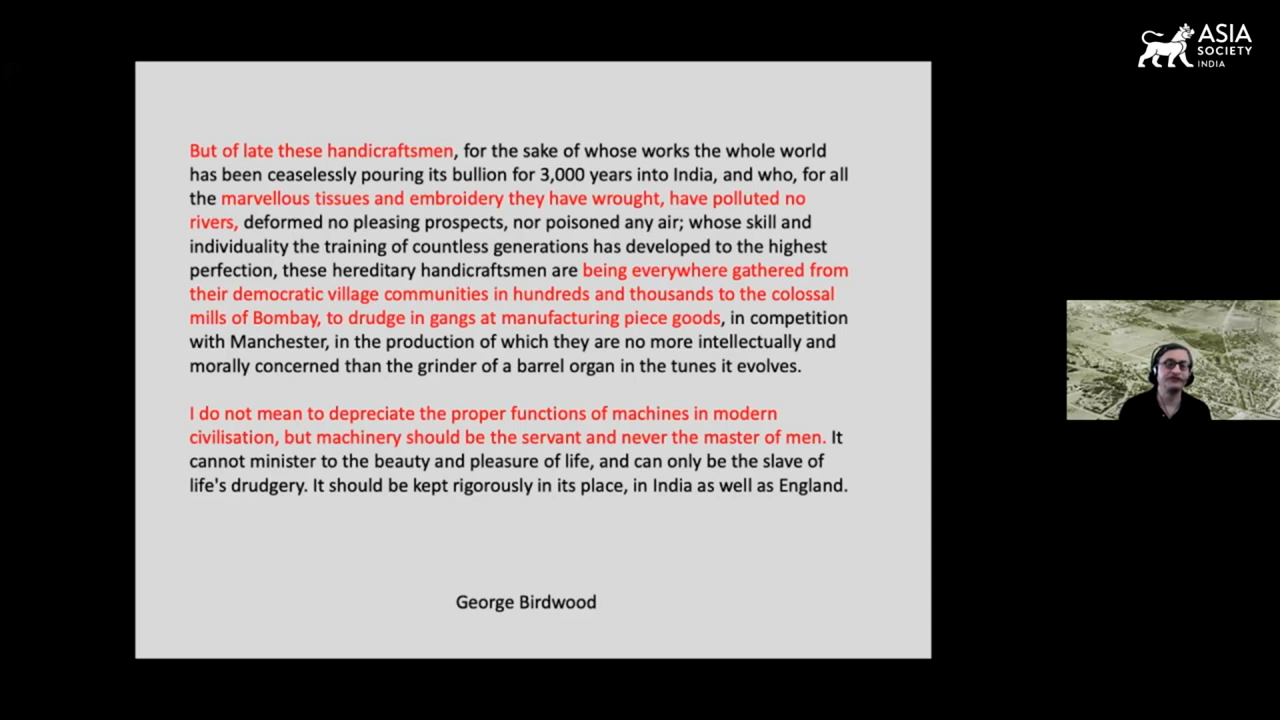 ASIA
SOCIETY
INDIA
But of late these handicraftsmen, for the sake of whose works the whole world
has been ceaselessly pouring its bullion for 3,000 years into India, and who, for all
the marvellous tissues and embroidery they have wrought, have polluted no
rivers, deformed no pleasing prospects, nor poisoned any air; whose skill and
individuality the training of countless generations has developed to the highest
perfection, these hereditary handicraftsmen are being everywhere gathered from
their democratic village communities in hundreds and thousands to the colossal
mills of Bombay, to drudge in gangs at manufacturing piece goods, in competition
with Manchester, in the production of which they are no more intellectually and
morally concerned than the grinder of a barrel organ in the tunes it evolves.
I do not mean to depreciate the proper functions of machines in modern
civilisation, but machinery should be the servant and never the master of men. It
cannot minister to the beauty and pleasure of life, and can only be the slave of
life's drudgery. It should be kept rigorously in its place, in India as well as England.
George Birdwood